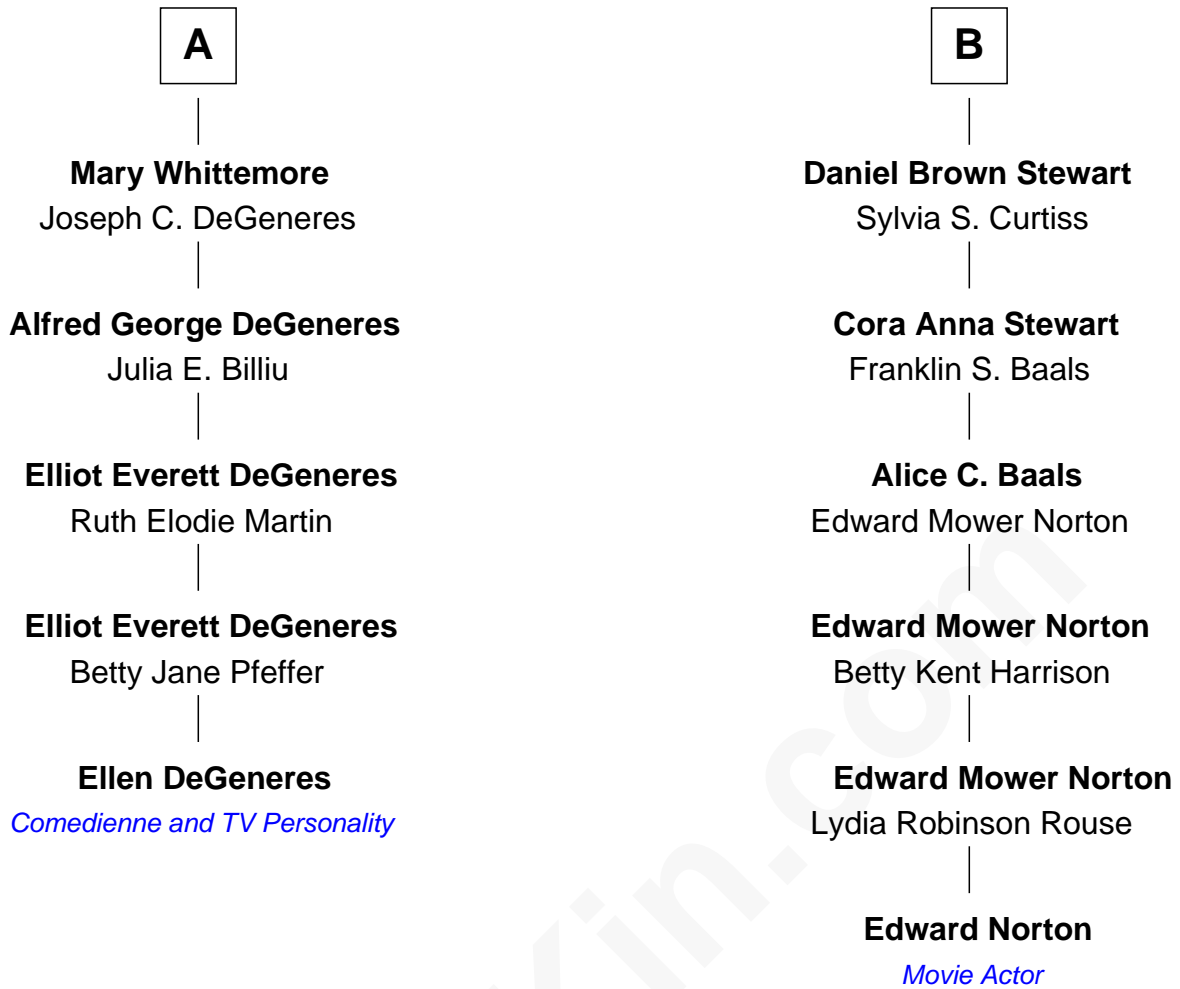 A
Mary Whittemore
Joseph C. DeGeneres
Alfred George DeGeneres
Julia E. Billiu
Elliot Everett DeGeneres
Ruth Elodie Martin
Elliot Everett DeGeneres
Betty Jane Pfeffer
Ellen DeGeneres
Comedienne and TV Personality
B
Daniel Brown Stewart
Sylvia S. Curtiss
Cora Anna Stewart
Franklin S. Baals
Alice C. Baals
Edward Mower Norton
Edward Mower Norton
Betty Kent Harrison
Edward Mower Norton
Lydia Robinson Rouse
Edward Norton
Movie Actor
Kin.com